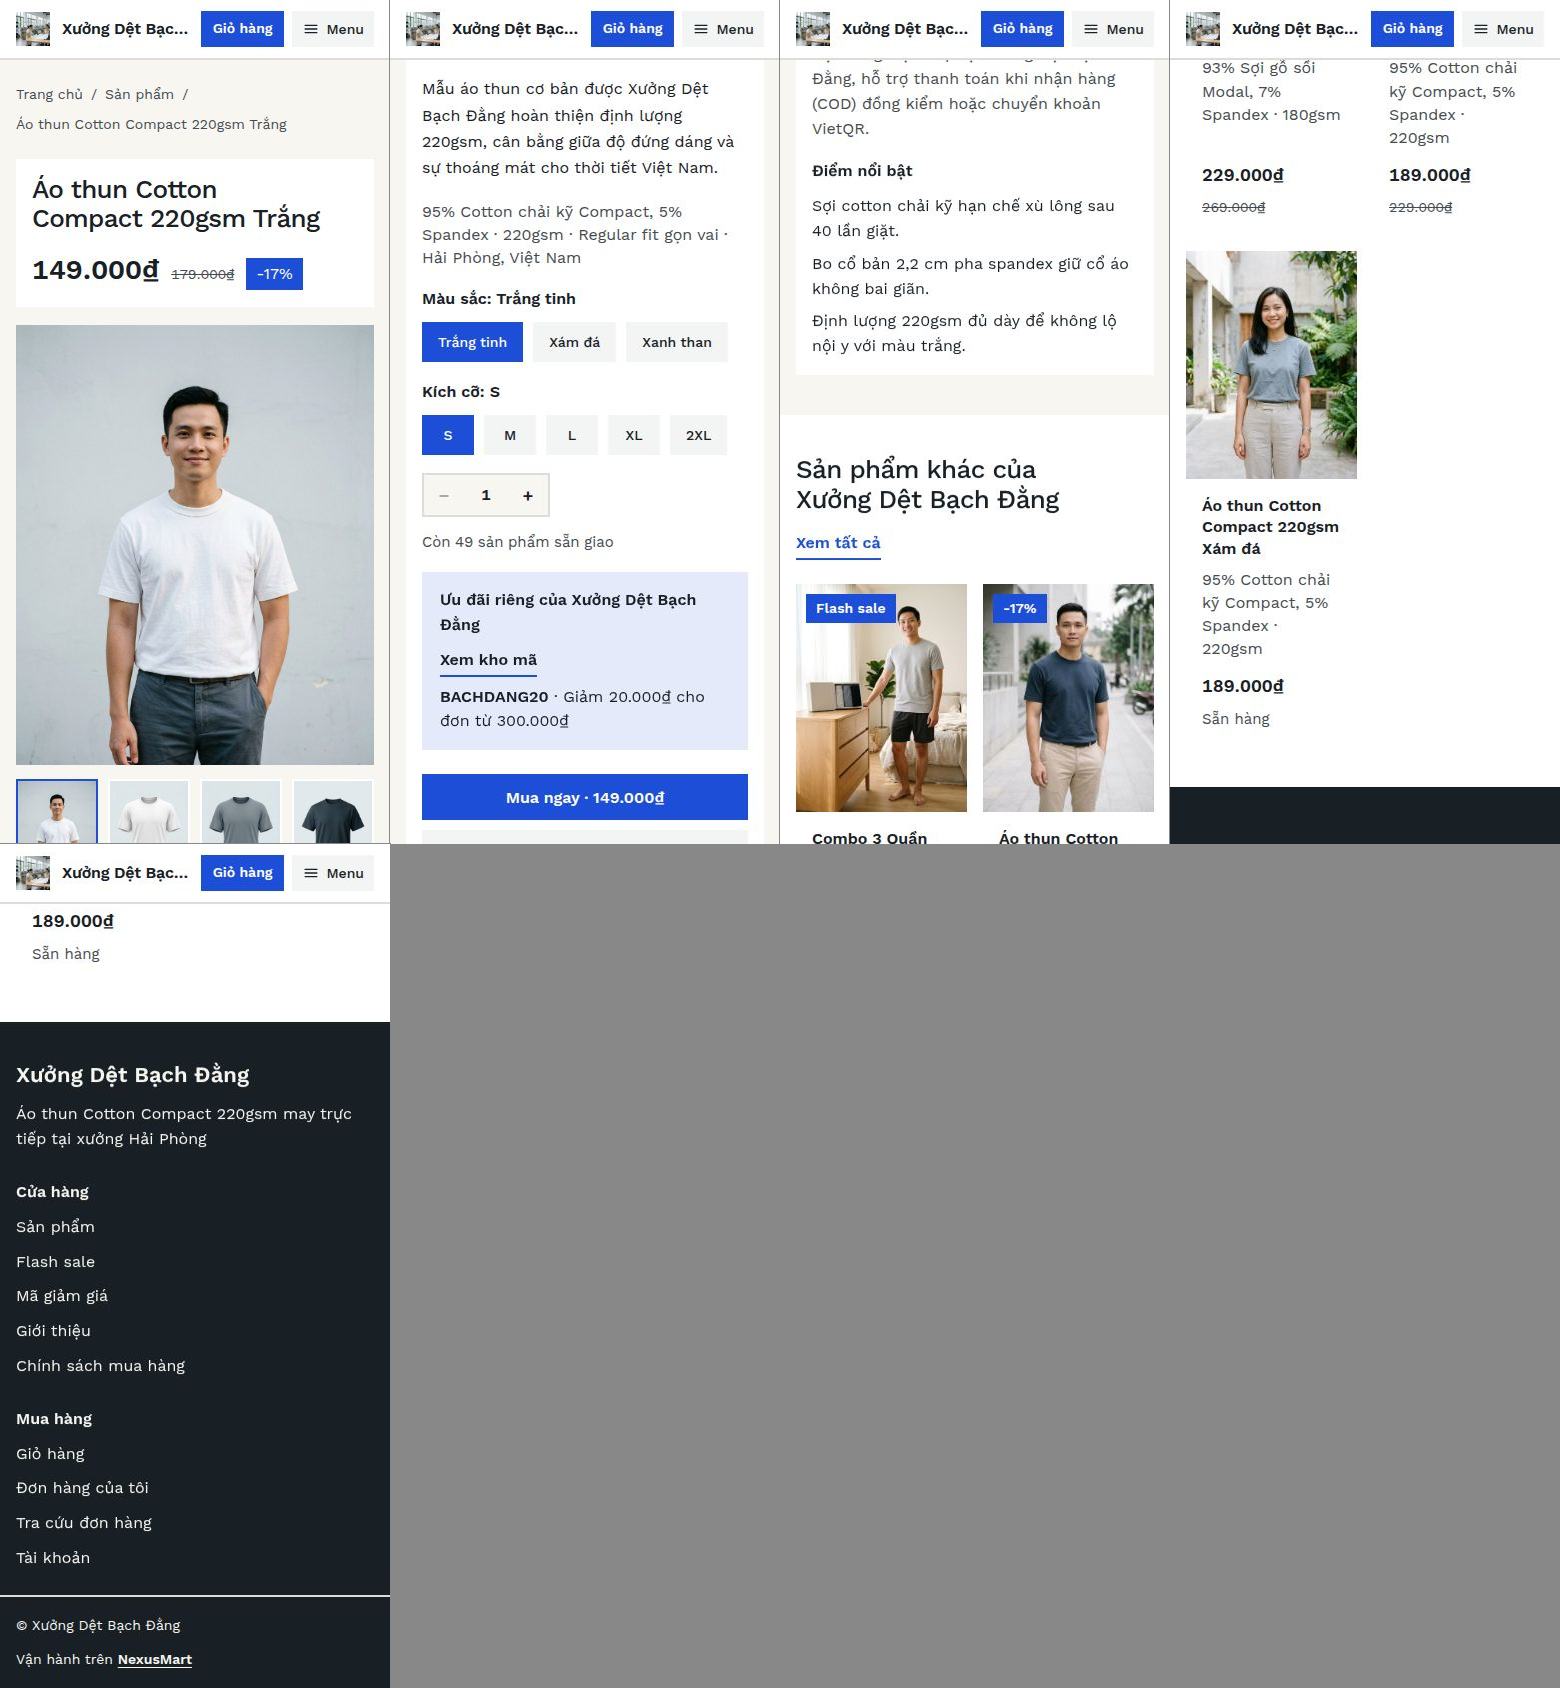 Xưởng Dệt Bạc...
Giỏ hàng
Menu
Trang chủ / Sản phẩm /
Áo thun Cotton Compact 220gsm Trắng
Áo thun Cotton
Compact 220gsm Trắng
149.000₫ 179.000₫ -17%
Xưởng Dệt Bạc...
Giỏ hàng
Menu
Mẫu áo thun cơ bản được Xưởng Dệt
Bạch Đằng hoàn thiện định lượng
220gsm, cân bằng giữa độ đứng dáng và
sự thoáng mát cho thời tiết Việt Nam.
95% Cotton chải kỹ Compact, 5%
Spandex · 220gsm · Regular fit gọn vai ·
Hải Phòng, Việt Nam
Màu sắc: Trắng tinh
Trắng tinh
Xám đá
Xanh than
Kích cỡ: S
S
M
L
XL
2XL
− 1 +
Còn 49 sản phẩm sẵn giao
Ưu đãi riêng của Xưởng Dệt Bạch
Đằng
Xem kho mã
BACHDANG20 · Giảm 20.000₫ cho
đơn từ 300.000₫
Mua ngay · 149.000₫
Xưởng Dệt Bạc...
Giỏ hàng
Menu
Đằng, hỗ trợ thanh toán khi nhận hàng
(COD) đồng kiểm hoặc chuyển khoản
VietQR.
Điểm nổi bật
Sợi cotton chải kỹ hạn chế xù lông sau
40 lần giặt.
Bo cổ bản 2,2 cm pha spandex giữ cổ áo
không bai giãn.
Định lượng 220gsm đủ dày để không lộ
nội y với màu trắng.
Sản phẩm khác của
Xưởng Dệt Bạch Đằng
Xem tất cả
Flash sale
-17%
Combo 3 Quần
Áo thun Cotton
Xưởng Dệt Bạc...
Giỏ hàng
Menu
93% Sợi gỗ sồi
Modal, 7%
Spandex · 180gsm
229.000₫
269.000₫
95% Cotton chải
kỹ Compact, 5%
Spandex ·
220gsm
189.000₫
229.000₫
Áo thun Cotton
Compact 220gsm
Xám đá
95% Cotton chải
kỹ Compact, 5%
Spandex ·
220gsm
189.000₫
Sẵn hàng
Xưởng Dệt Bạc...
Giỏ hàng
Menu
189.000₫
Sẵn hàng
Xưởng Dệt Bạch Đằng
Áo thun Cotton Compact 220gsm may trực
tiếp tại xưởng Hải Phòng
Cửa hàng
Sản phẩm
Flash sale
Mã giảm giá
Giới thiệu
Chính sách mua hàng
Mua hàng
Giỏ hàng
Đơn hàng của tôi
Tra cứu đơn hàng
Tài khoản
© Xưởng Dệt Bạch Đằng
Vận hành trên NexusMart